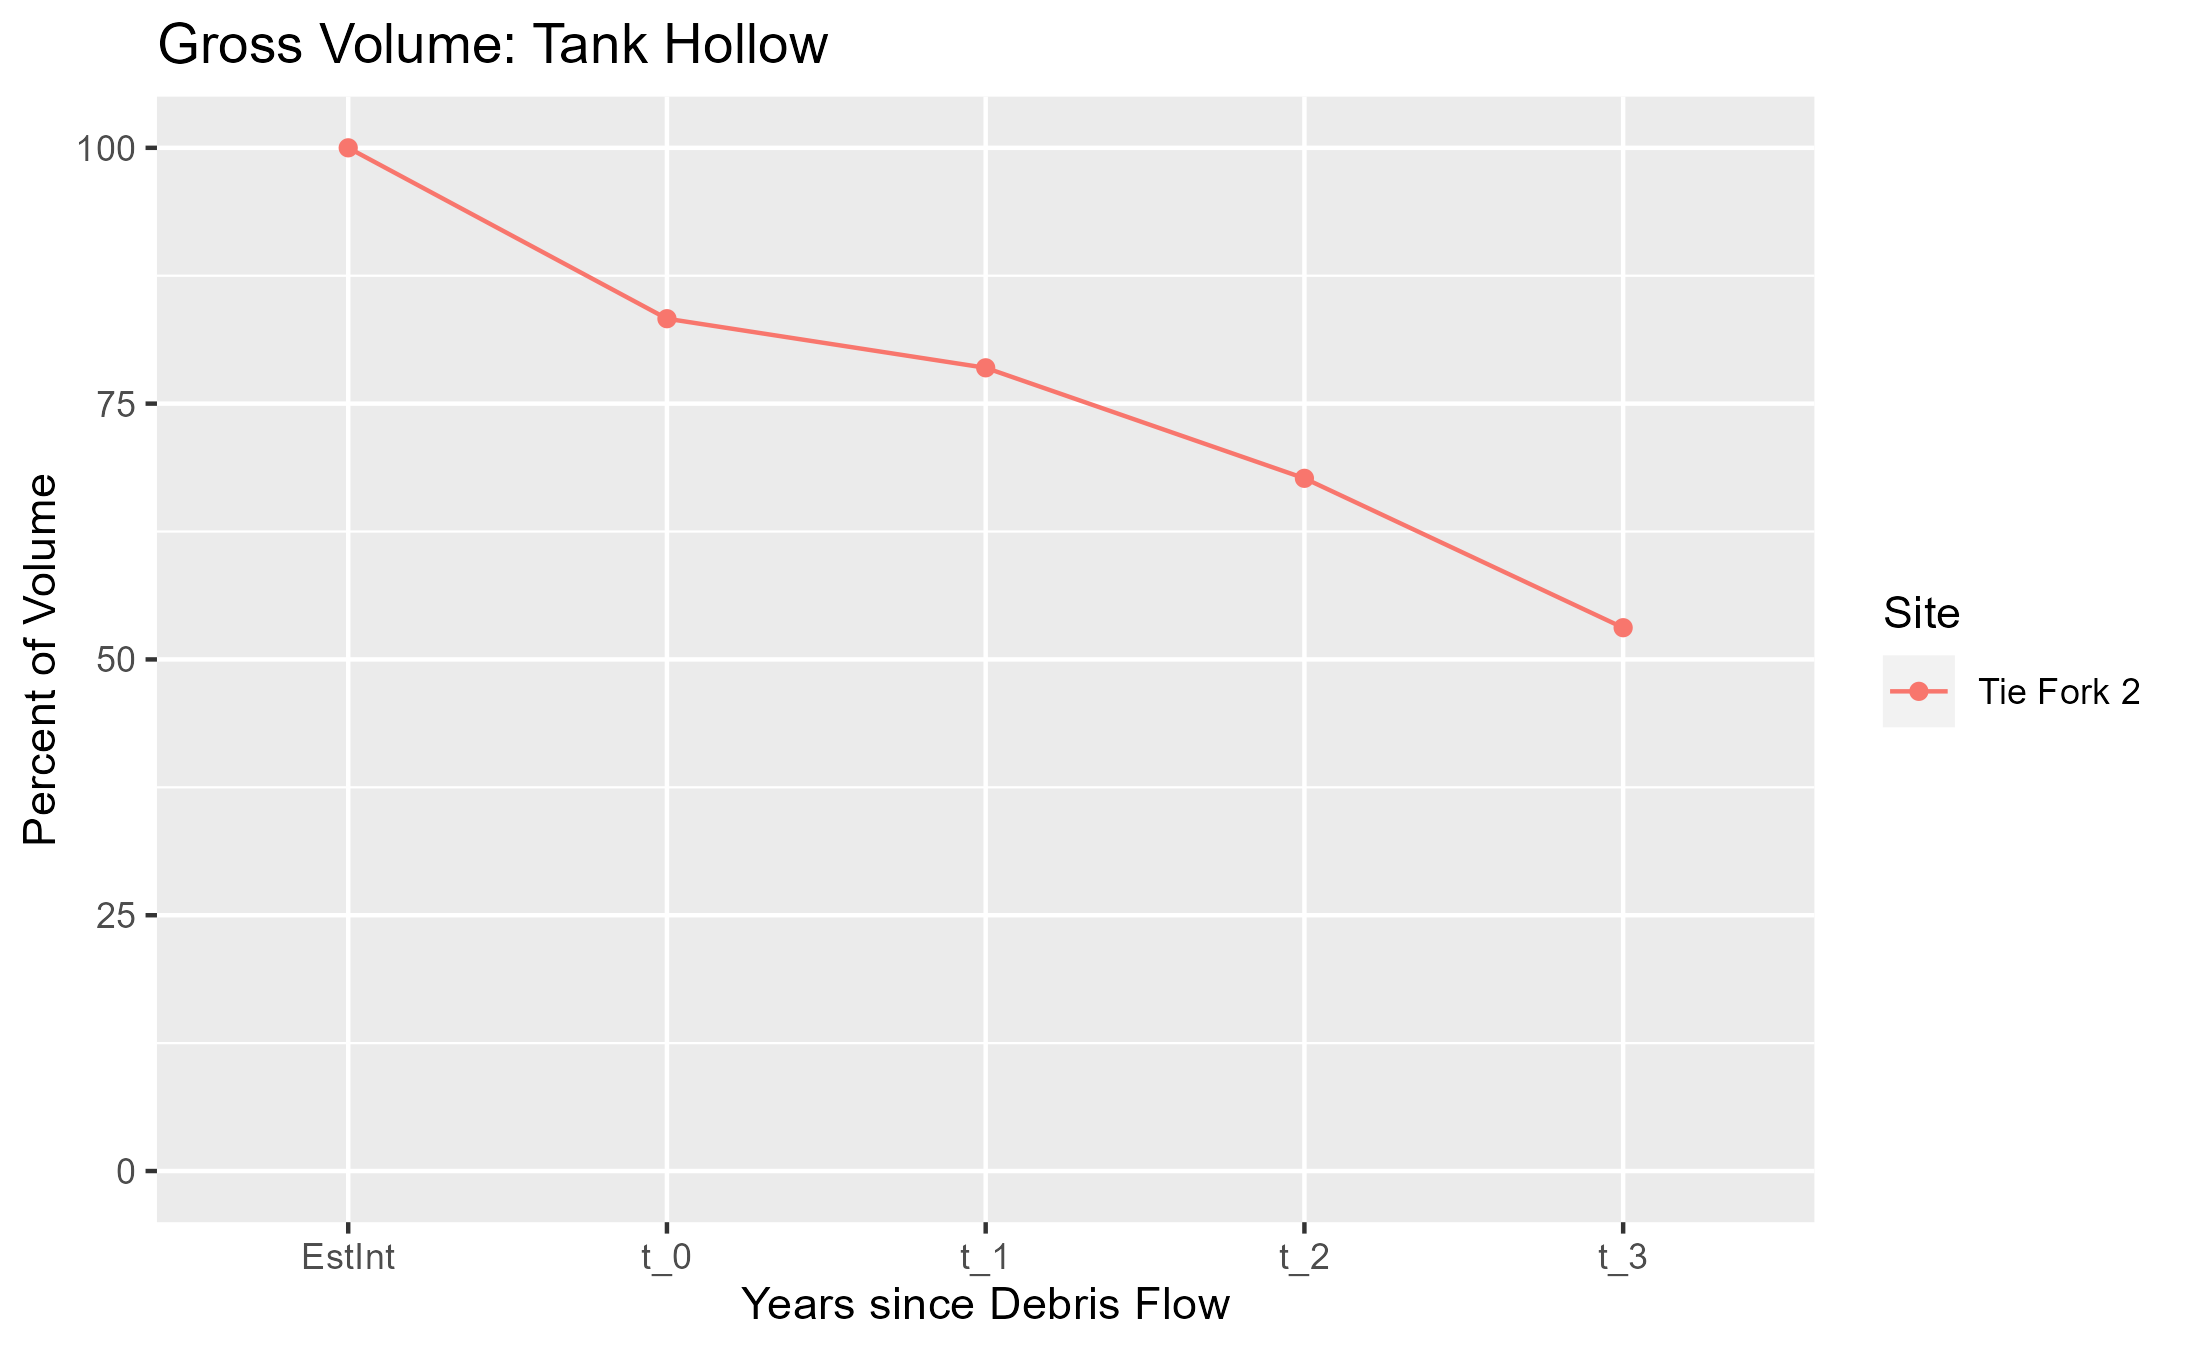 Gross Volume: Tank Hollow
Percent of Volume
100
75
50
25
0
EstInt t_0 t_1 t_2 t_3
Years since Debris Flow
Site
Tie Fork 2